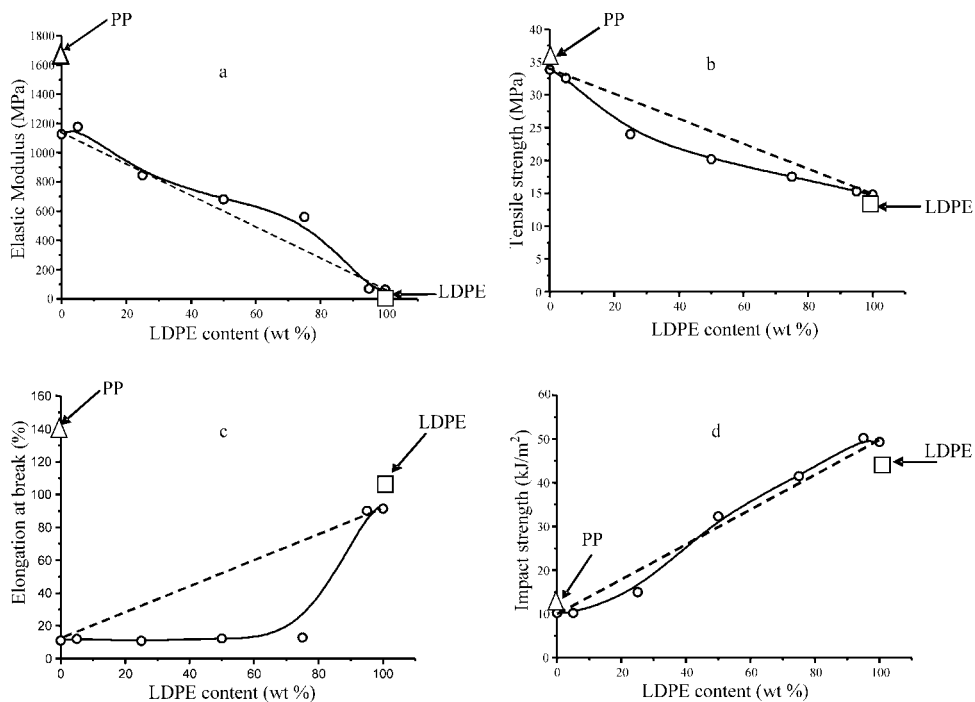 PP
1800
1600
1400
1200
1000
800
600
400
200
0
Elastic Modulus (MPa)
a
LDPE
0 20 40 60 80 100
LDPE content (wt %)
PP
40
35
30
25
20
15
10
5
0
Tensile strength (MPa)
b
LDPE
0 20 40 60 80 100
LDPE content (wt %)
PP
160
140
120
100
80
60
40
20
0
Elongation at break (%)
c
LDPE
0 20 40 60 80 100
LDPE content (wt %)
60
50
40
30
20
10
0
Impact strength (kJ/m²)
d
LDPE
PP
0 20 40 60 80 100
LDPE content (wt %)